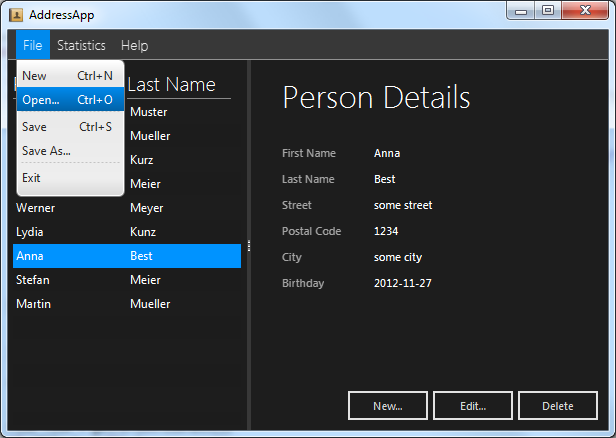 AddressApp
File Statistics Help
New Ctrl+N
Open... Ctrl+O
Save Ctrl+S
Save As...
Exit
Last Name
Muster
Mueller
Kurz
Meier
Werner Meyer
Lydia Kunz
Anna Best
Stefan Meier
Martin Mueller
Person Details
First Name Anna
Last Name Best
Street some street
Postal Code 1234
City some city
Birthday 2012-11-27
New... Edit... Delete